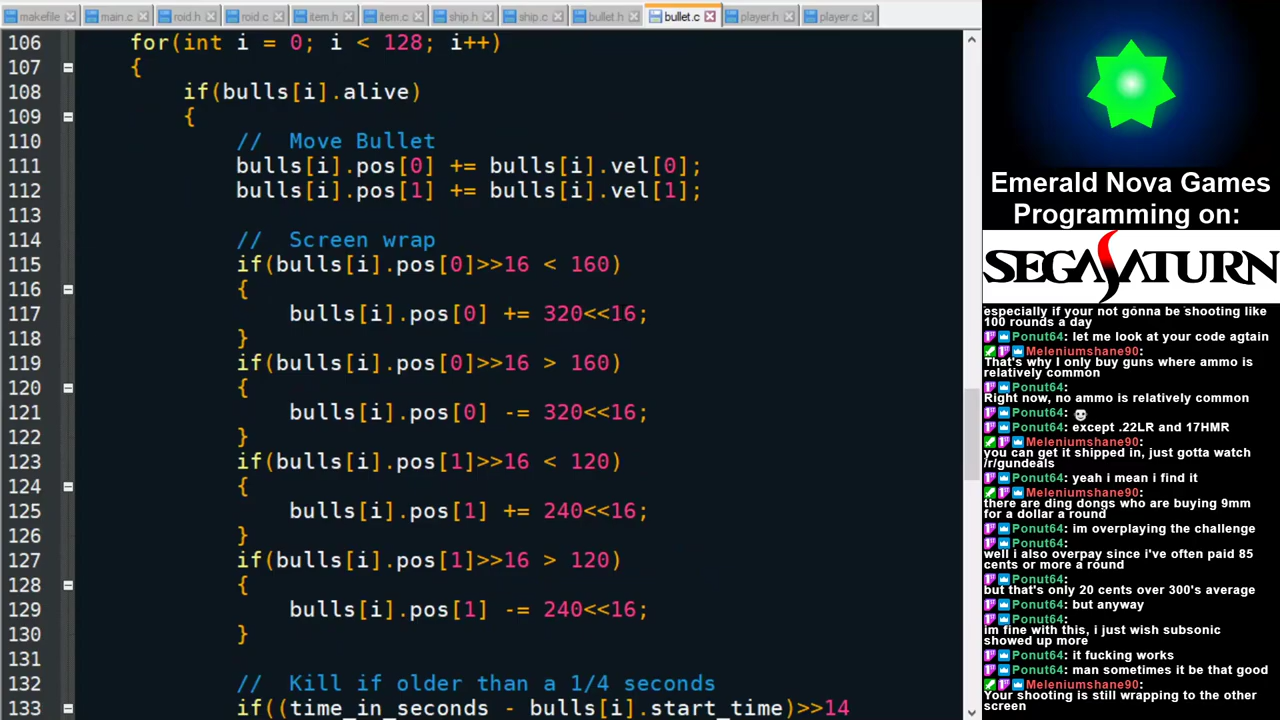 makefile main.c roid.h roid.c item.h item.c ship.h ship.c bullet.h bullet.c player.h player.c
106 for(int i = 0; i < 128; i++)
107 {
108 if(bulls[i].alive)
109 {
110 // Move Bullet
111 bulls[i].pos[0] += bulls[i].vel[0];
112 bulls[i].pos[1] += bulls[i].vel[1];
113
114 // Screen wrap
115 if(bulls[i].pos[0]>>16 < 160)
116 {
117 bulls[i].pos[0] += 320<<16;
118 }
119 if(bulls[i].pos[0]>>16 > 160)
120 {
121 bulls[i].pos[0] -= 320<<16;
122 }
123 if(bulls[i].pos[1]>>16 < 120)
124 {
125 bulls[i].pos[1] += 240<<16;
126 }
127 if(bulls[i].pos[1]>>16 > 120)
128 {
129 bulls[i].pos[1] -= 240<<16;
130 }
131
132 // Kill if older than a 1/4 seconds
133 if((time_in_seconds - bulls[i].start_time)>>14
Emerald Nova Games
Programming on:
SEGA SATURN
especially if your not gonna be shooting like
100 rounds a day
Ponut64: let me look at your code agtain
Meleniumshane90:
That's why I only buy guns where ammo is
relatively common
Ponut64:
Right now, no ammo is relatively common
Ponut64:
Ponut64: except .22LR and 17HMR
Meleniumshane90:
you can get it shipped in, just gotta watch
/r/gundeals
Ponut64: yeah i mean i find it
Meleniumshane90:
there are ding dongs who are buying 9mm
for a dollar a round
Ponut64: im overplaying the challenge
Ponut64:
well i also overpay since i've often paid 85
cents or more a round
Ponut64:
but that's only 20 cents over 300's average
Ponut64: but anyway
Ponut64:
im fine with this, i just wish subsonic
showed up more
Ponut64: it fucking works
Ponut64: man sometimes it be that good
Meleniumshane90:
Your shooting is still wrapping to the other
screen